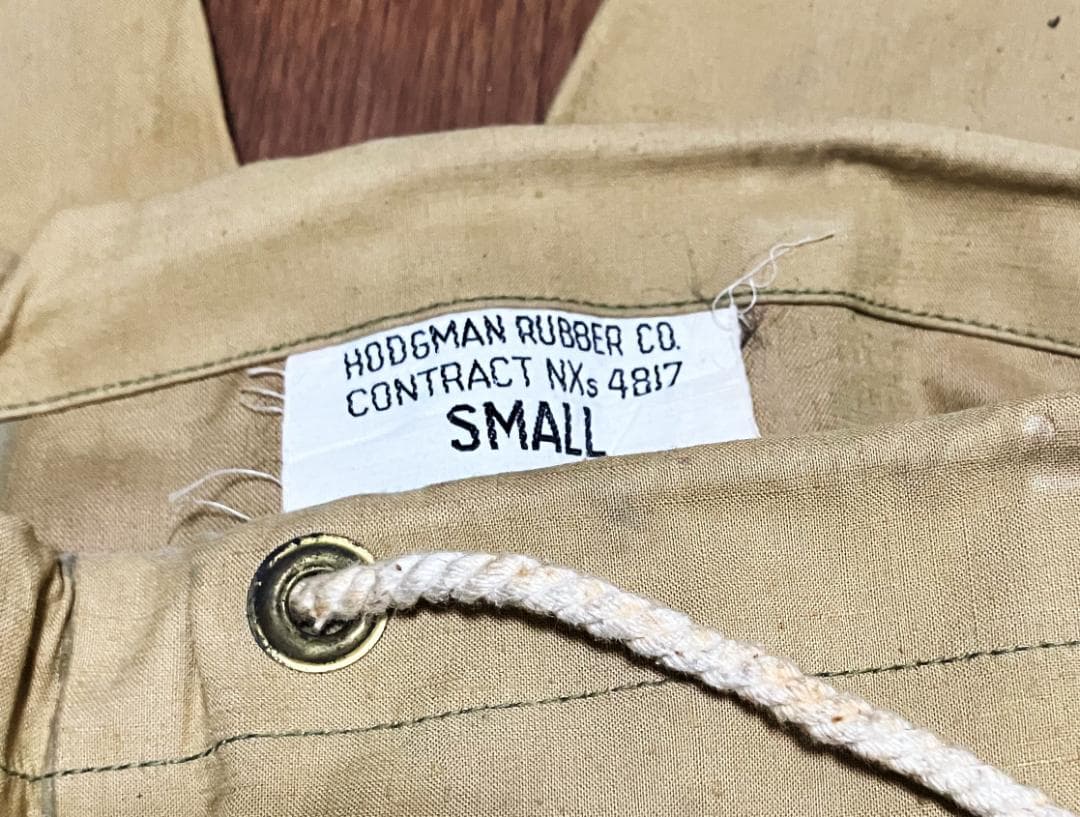 HODGMAN RUBBER CO.
CONTRACT NXs 4817
SMALL